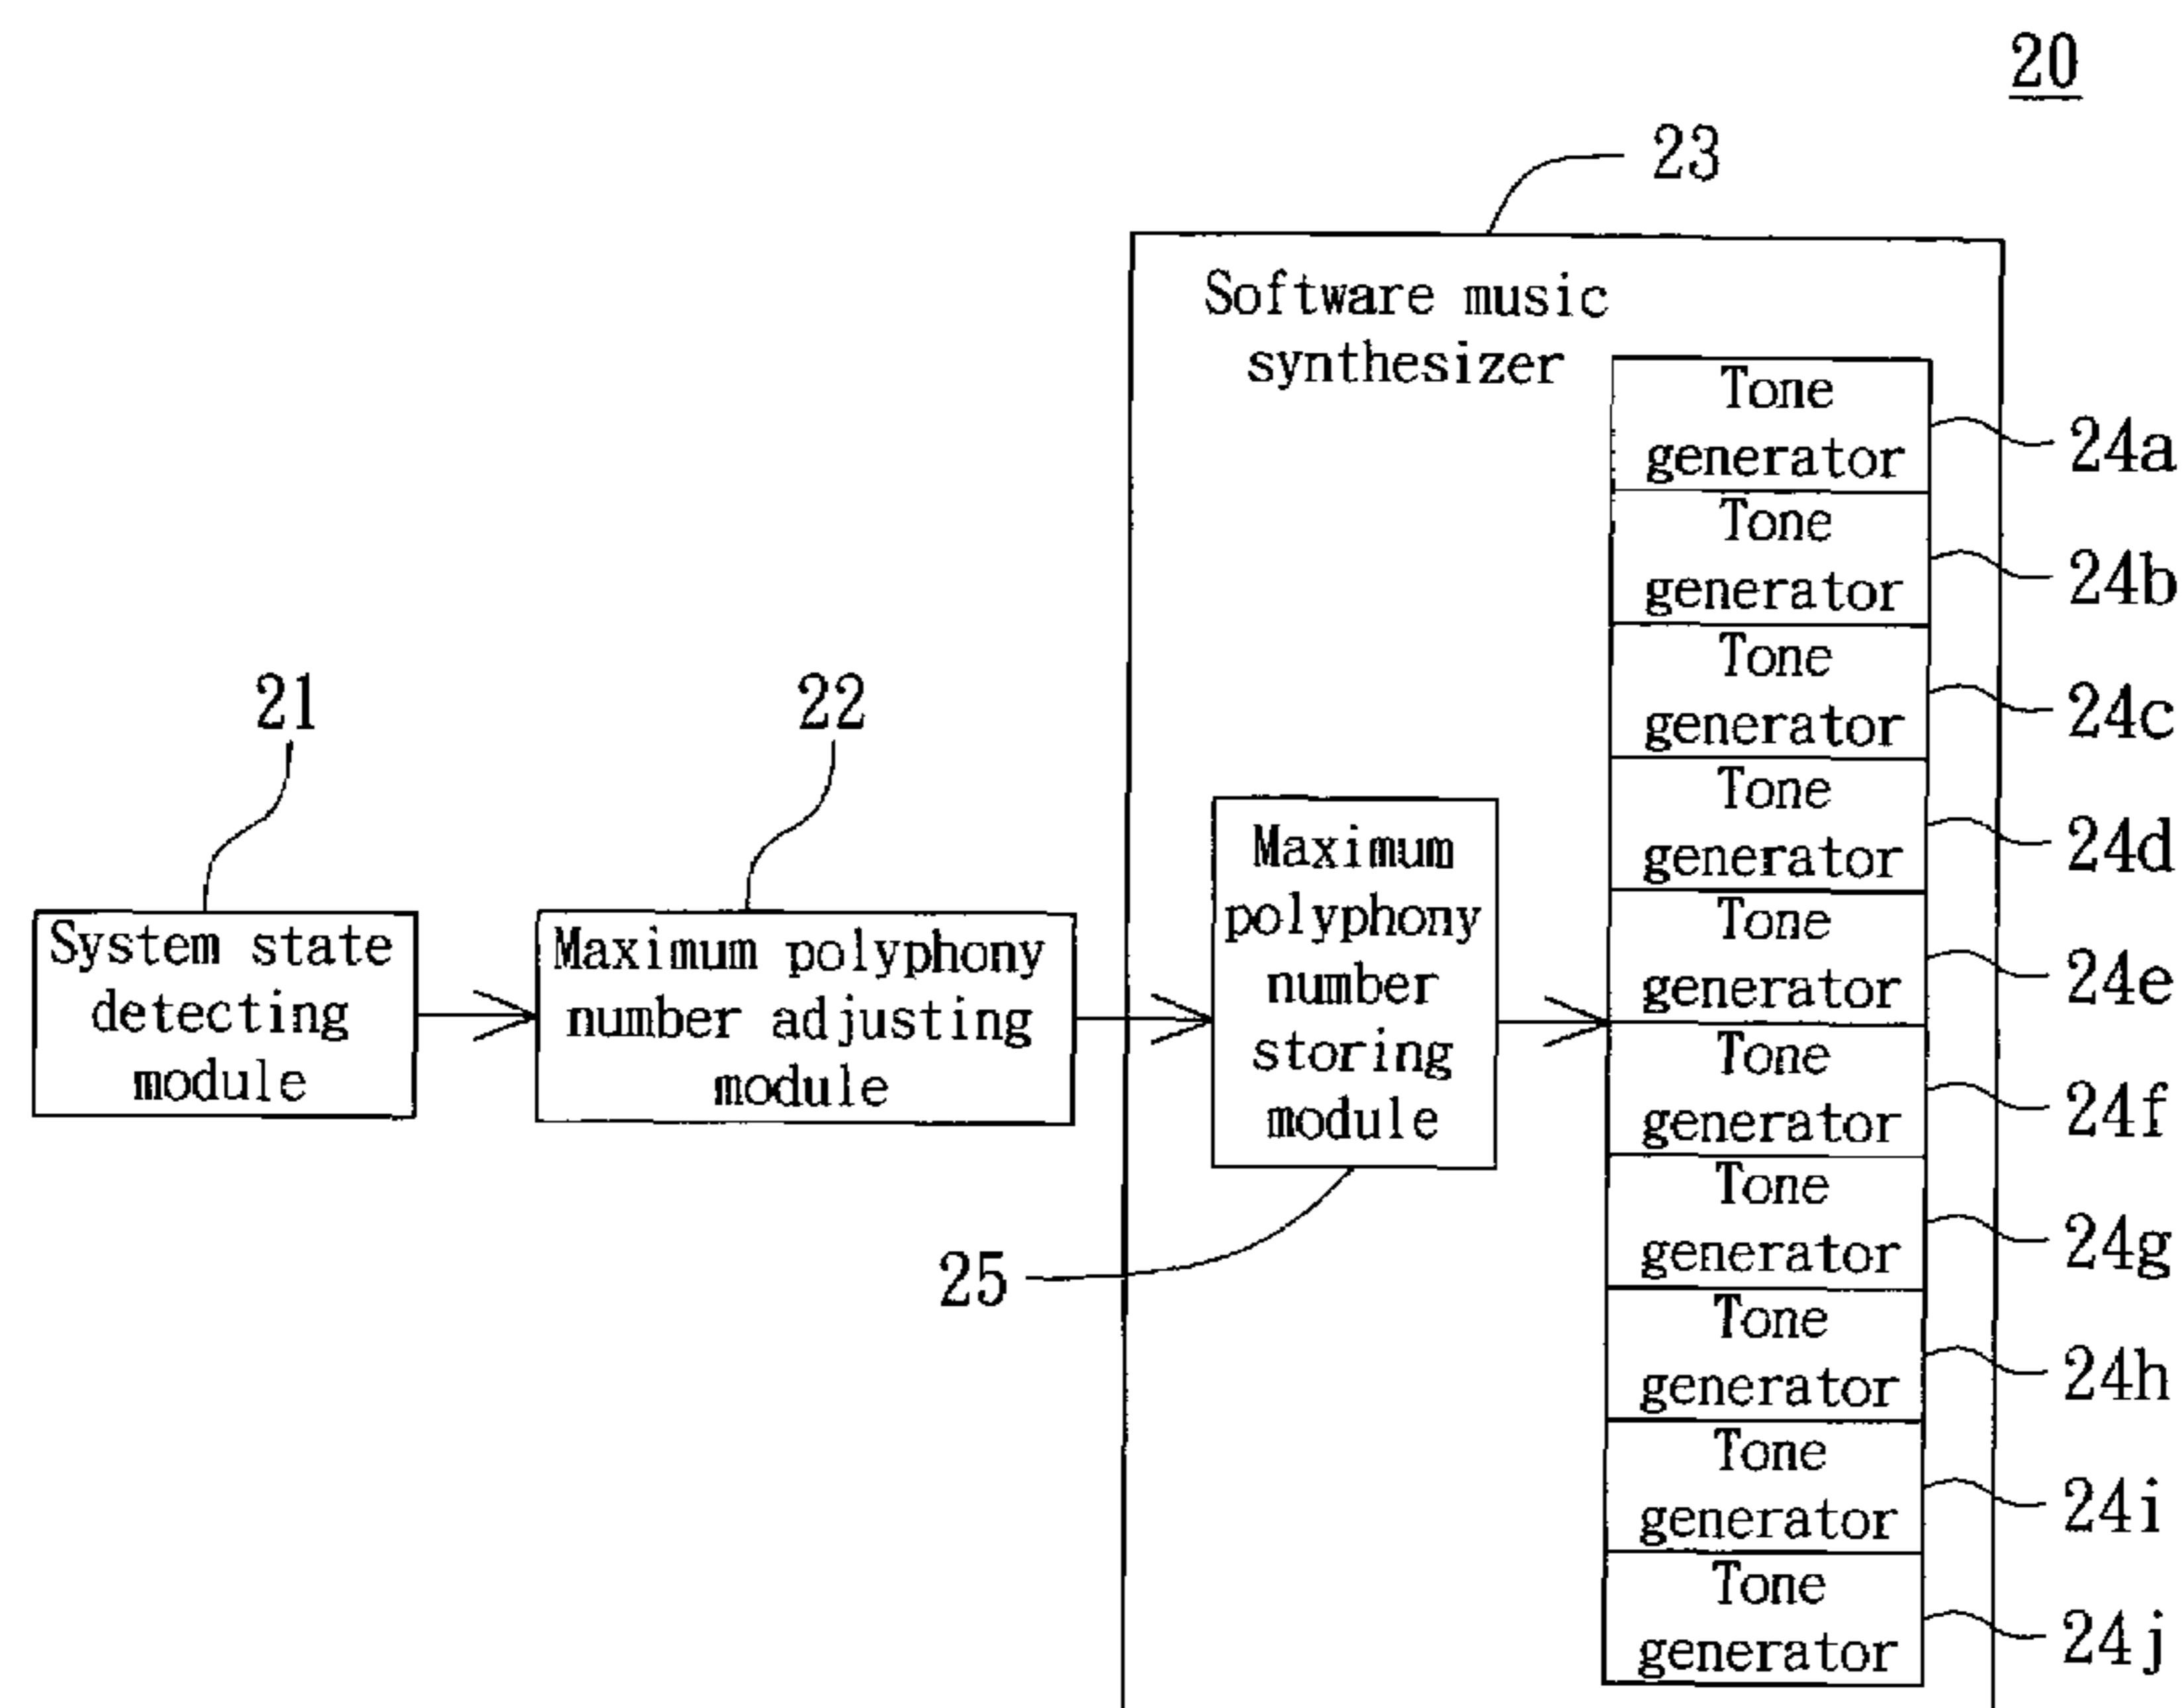 20
23
Software music
synthesizer
Tone
generator
24a
Tone
generator
24b
Tone
generator
24c
Tone
generator
24d
Tone
generator
24e
Tone
generator
24f
Tone
generator
24g
Tone
generator
24h
Tone
generator
24i
Tone
generator
24j
21
System state
detecting
module
22
Maximum polyphony
number adjusting
module
Maximum
polyphony
number
storing
module
25